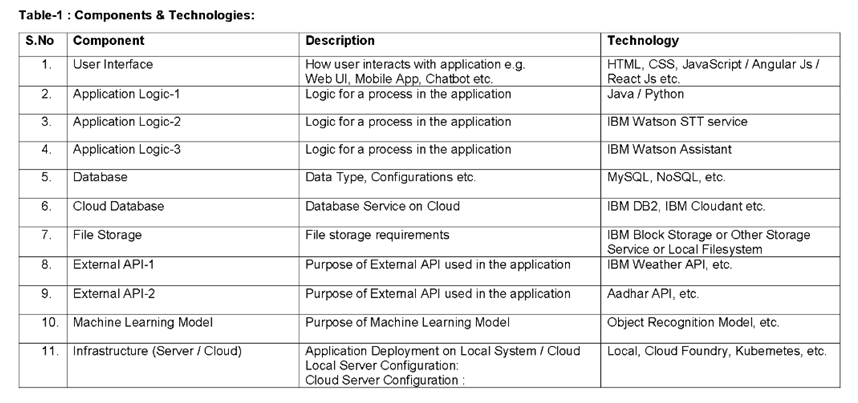 Table-1 : Components & Technologies:
S.No Component Description Technology
1. User Interface How user interacts with application e.g. HTML, CSS, JavaScript / Angular Js /
Web UI, Mobile App, Chatbot etc. React Js etc.
2. Application Logic-1 Logic for a process in the application Java / Python
3. Application Logic-2 Logic for a process in the application IBM Watson STT service
4. Application Logic-3 Logic for a process in the application IBM Watson Assistant
5. Database Data Type, Configurations etc. MySQL, NoSQL, etc.
6. Cloud Database Database Service on Cloud IBM DB2, IBM Cloudant etc.
7. File Storage File storage requirements IBM Block Storage or Other Storage
Service or Local Filesystem
8. External API-1 Purpose of External API used in the application IBM Weather API, etc.
9. External API-2 Purpose of External API used in the application Aadhar API, etc.
10. Machine Learning Model Purpose of Machine Learning Model Object Recognition Model, etc.
11. Infrastructure (Server / Cloud) Application Deployment on Local System / Cloud Local, Cloud Foundry, Kubernetes, etc.
Local Server Configuration:
Cloud Server Configuration :